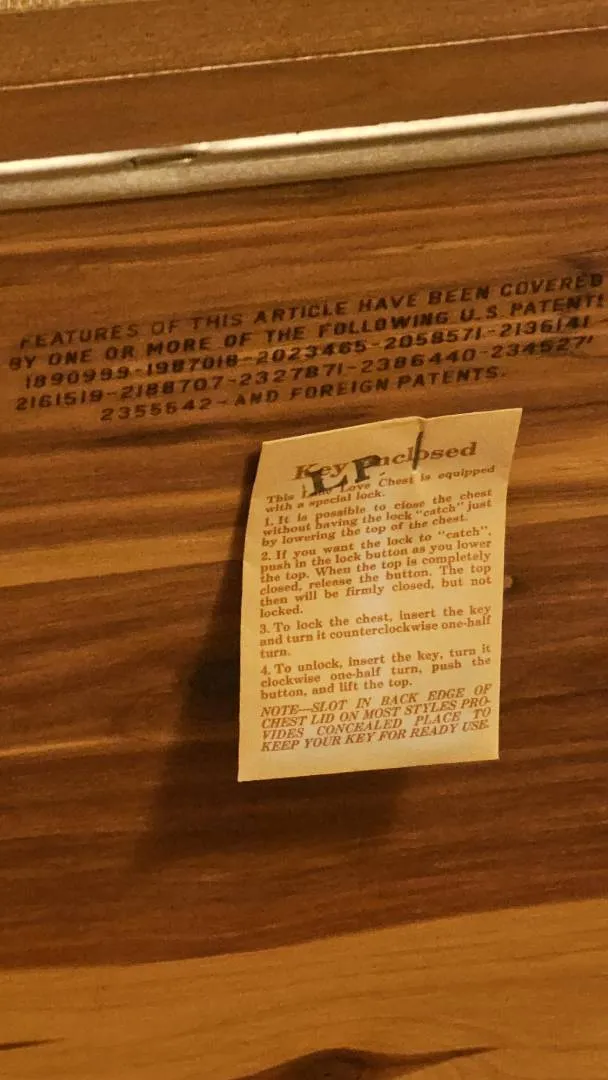 FEATURES OF THIS ARTICLE HAVE BEEN COVERED
BY ONE OR MORE OF THE FOLLOWING U.S. PATENTS
1890999-1987018-2023465-2058571-2136141-
2161519-2188707-2327871-2386440-234527
2355542-AND FOREIGN PATENTS.
Key Enclosed
LP
This Lane Love Chest is equipped
with a special lock.
1. It is possible to close the chest
without having the lock "catch" just
by lowering the top of the chest.
2. If you want the lock to "catch",
push in the lock button as you lower
the top. When the top is completely
closed, release the button. The top
then will be firmly closed, but not
locked.
3. To lock the chest, insert the key
and turn it counterclockwise one-half
turn.
4. To unlock, insert the key, turn it
clockwise one-half turn, push the
button, and lift the top.
NOTE—SLOT IN BACK EDGE OF
CHEST LID ON MOST STYLES PRO-
VIDES CONCEALED PLACE TO
KEEP YOUR KEY FOR READY USE.